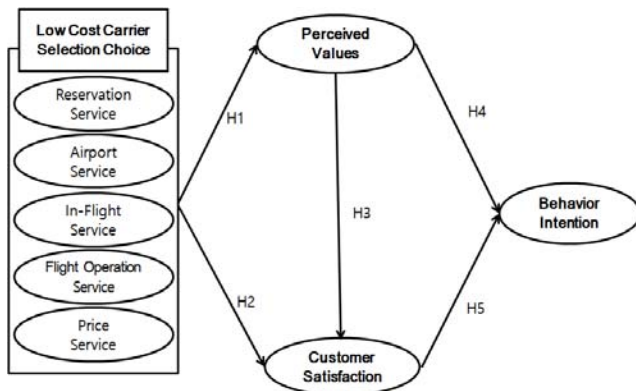 Low Cost Carrier
Selection Choice
Reservation
Service
Airport
Service
In-Flight
Service
Flight Operation
Service
Price
Service
H1
H2
Perceived
Values
H3
Customer
Satisfaction
H4
H5
Behavior
Intention